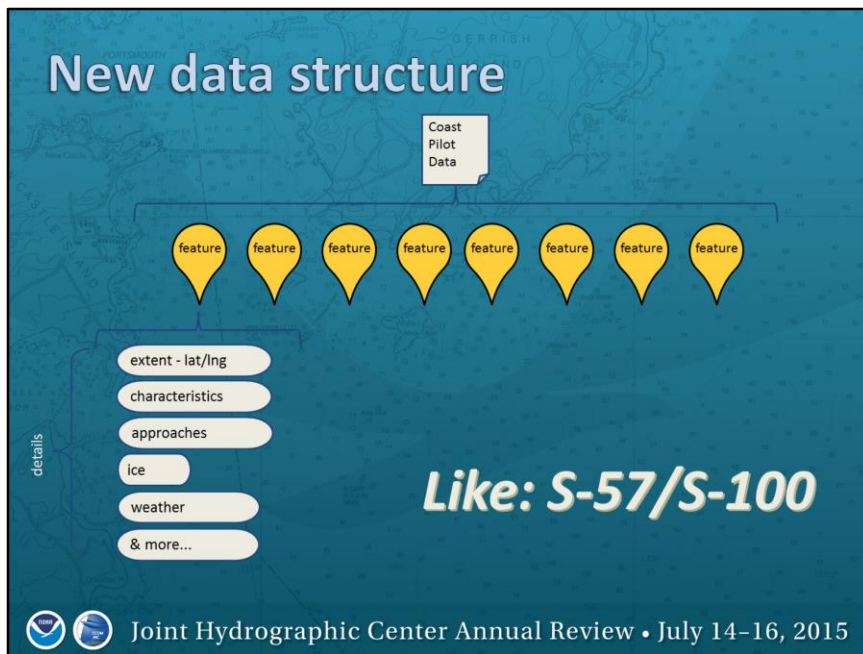 New data structure
Coast
Pilot
Data
feature feature feature feature feature feature feature feature
extent - lat/lng
characteristics
approaches
ice
weather
& more...
details
Like: S-57/S-100
Joint Hydrographic Center Annual Review • July 14–16, 2015